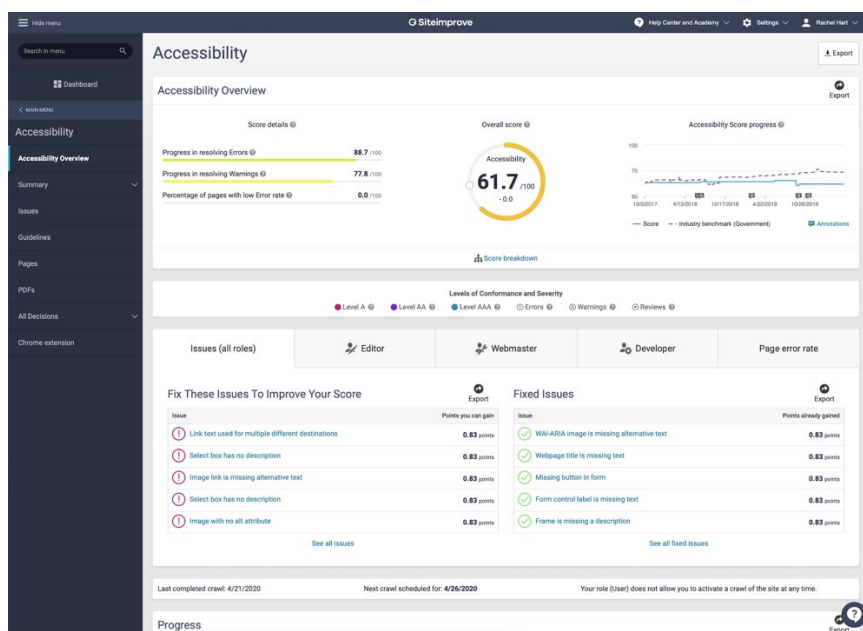 Hide menu
Siteimprove
Help Center and Academy
Settings
Rachel Hart
Search in menu
Dashboard
MAIN MENU
Accessibility
Accessibility Overview
Summary
Issues
Guidelines
Pages
PDFs
All Decisions
Chrome extension
Accessibility
Export
Accessibility Overview
Export
Score details
Progress in resolving Errors 88.7 /100
Progress in resolving Warnings 77.8 /100
Percentage of pages with low Error rate 0.0 /100
Overall score
Accessibility
61.7 /100
- 0.0
Accessibility Score progress
100
75
50
10/5/2017 4/13/2018 10/17/2018 4/22/2019 10/26/2019
Score Industry benchmark (Government) Annotations
Score breakdown
Levels of Conformance and Severity
Level A Level AA Level AAA Errors Warnings Reviews
Issues (all roles) Editor Webmaster Developer Page error rate
Fix These Issues To Improve Your Score
Export
Issue Points you can gain
Link text used for multiple different destinations 0.83 points
Select box has no description 0.83 points
Image link is missing alternative text 0.83 points
Select box has no description 0.83 points
Image with no alt attribute 0.83 points
See all issues
Fixed Issues
Export
Issue Points already gained
WAI-ARIA image is missing alternative text 0.83 points
Webpage title is missing text 0.83 points
Missing button in form 0.83 points
Form control label is missing text 0.83 points
Frame is missing a description 0.83 points
See all fixed issues
Last completed crawl: 4/21/2020 Next crawl scheduled for: 4/26/2020 Your role (User) does not allow you to activate a crawl of the site at any time.
Progress
Export